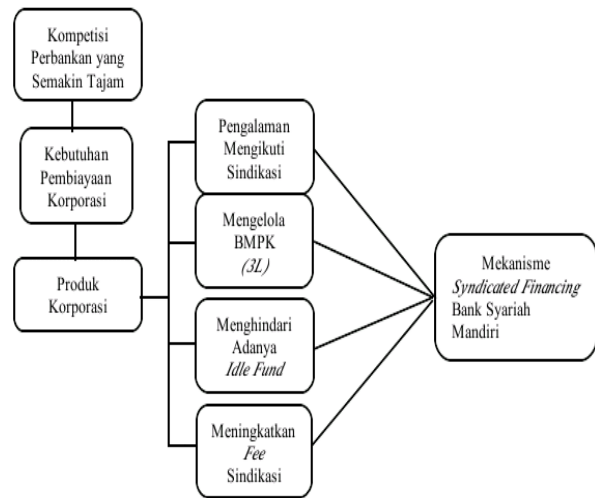 Kompetisi
Perbankan yang
Semakin Tajam
Kebutuhan
Pembiayaan
Korporasi
Produk
Korporasi
Pengalaman
Mengikuti
Sindikasi
Mengelola
BMPK
(3L)
Menghindari
Adanya
Idle Fund
Meningkatkan
Fee
Sindikasi
Mekanisme
Syndicated Financing
Bank Syariah
Mandiri